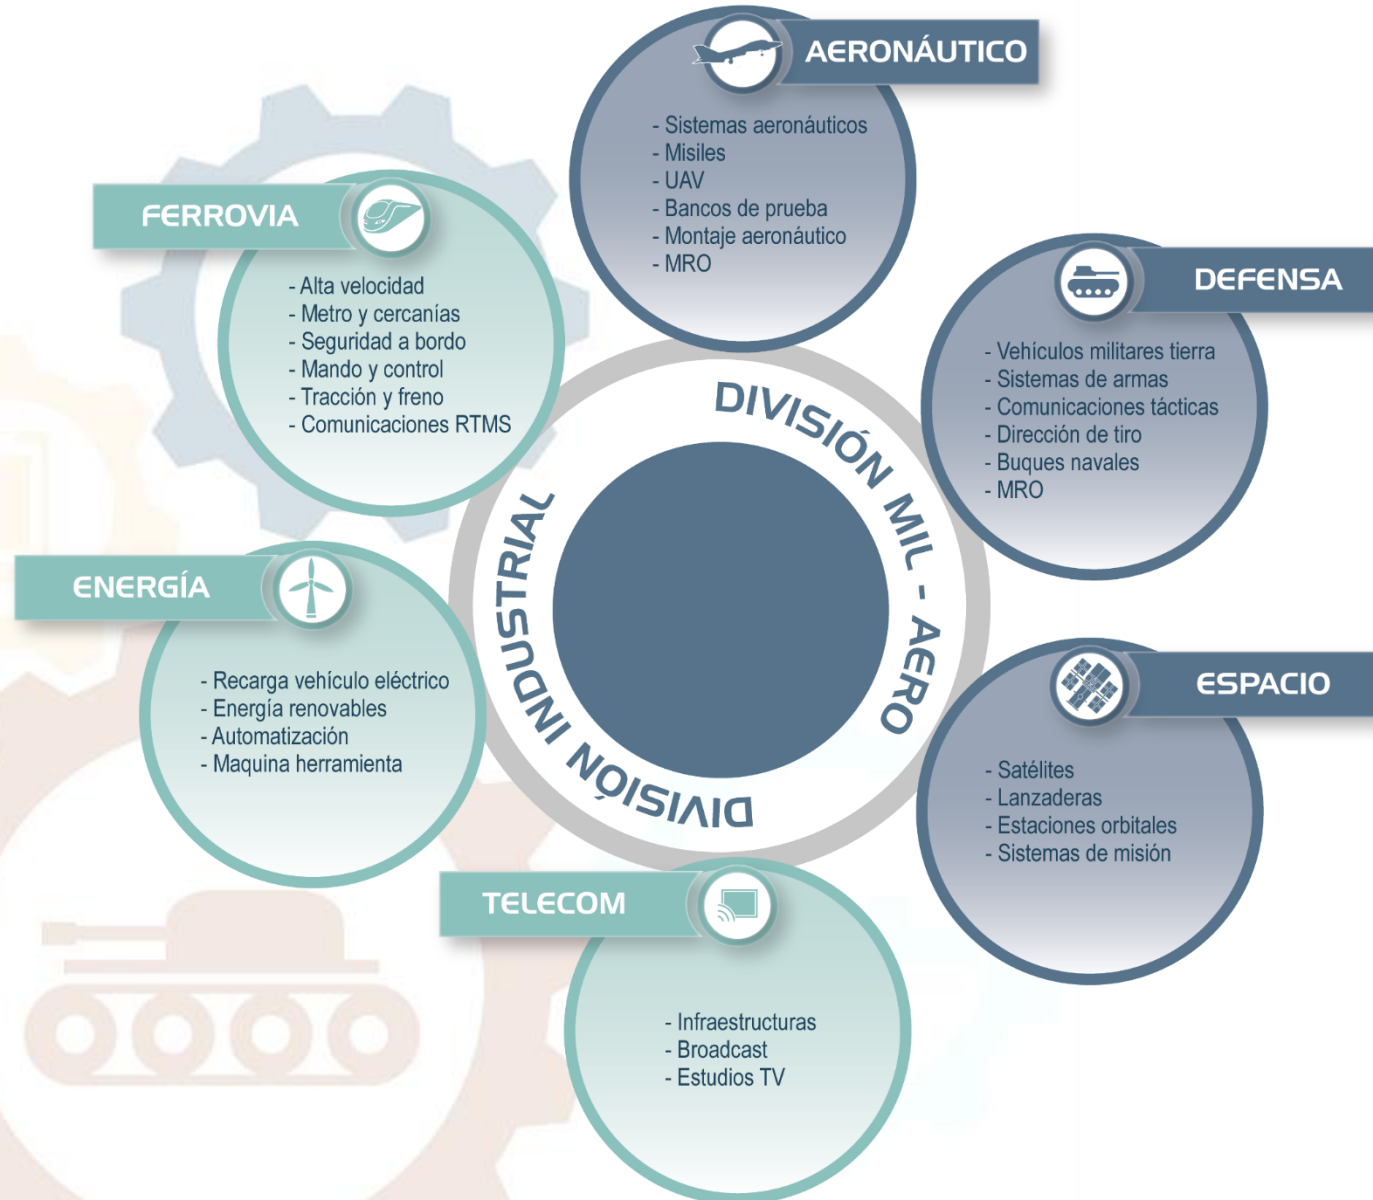 AERONÁUTICO
- Sistemas aeronáuticos
- Misiles
- UAV
- Bancos de prueba
- Montaje aeronáutico
- MRO
FERROVIA
- Alta velocidad
- Metro y cercanías
- Seguridad a bordo
- Mando y control
- Tracción y freno
- Comunicaciones RTMS
DEFENSA
- Vehículos militares tierra
- Sistemas de armas
- Comunicaciones tácticas
- Dirección de tiro
- Buques navales
- MRO
DIVISIÓN MIL - AERO
DIVISIÓN INDUSTRIAL
ENERGÍA
- Recarga vehículo eléctrico
- Energía renovables
- Automatización
- Maquina herramienta
ESPACIO
- Satélites
- Lanzaderas
- Estaciones orbitales
- Sistemas de misión
TELECOM
- Infraestructuras
- Broadcast
- Estudios TV